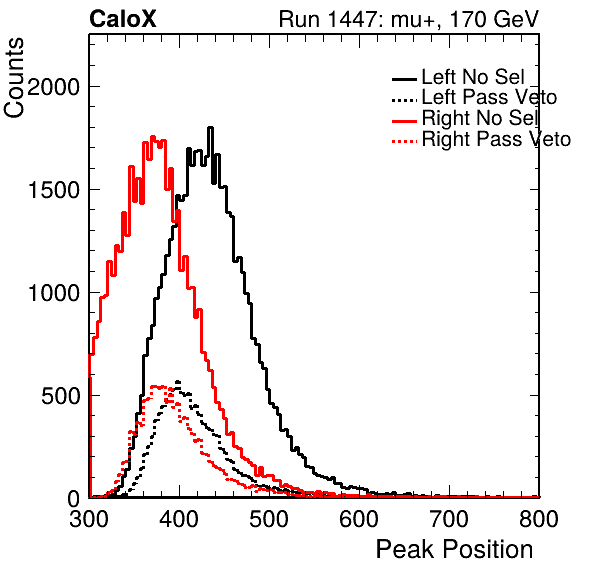 CaloX Run 1447: mu+, 170 GeV
Counts
Left No Sel
Left Pass Veto
Right No Sel
Right Pass Veto
2000
1500
1000
500
0
300 400 500 600 700 800
Peak Position